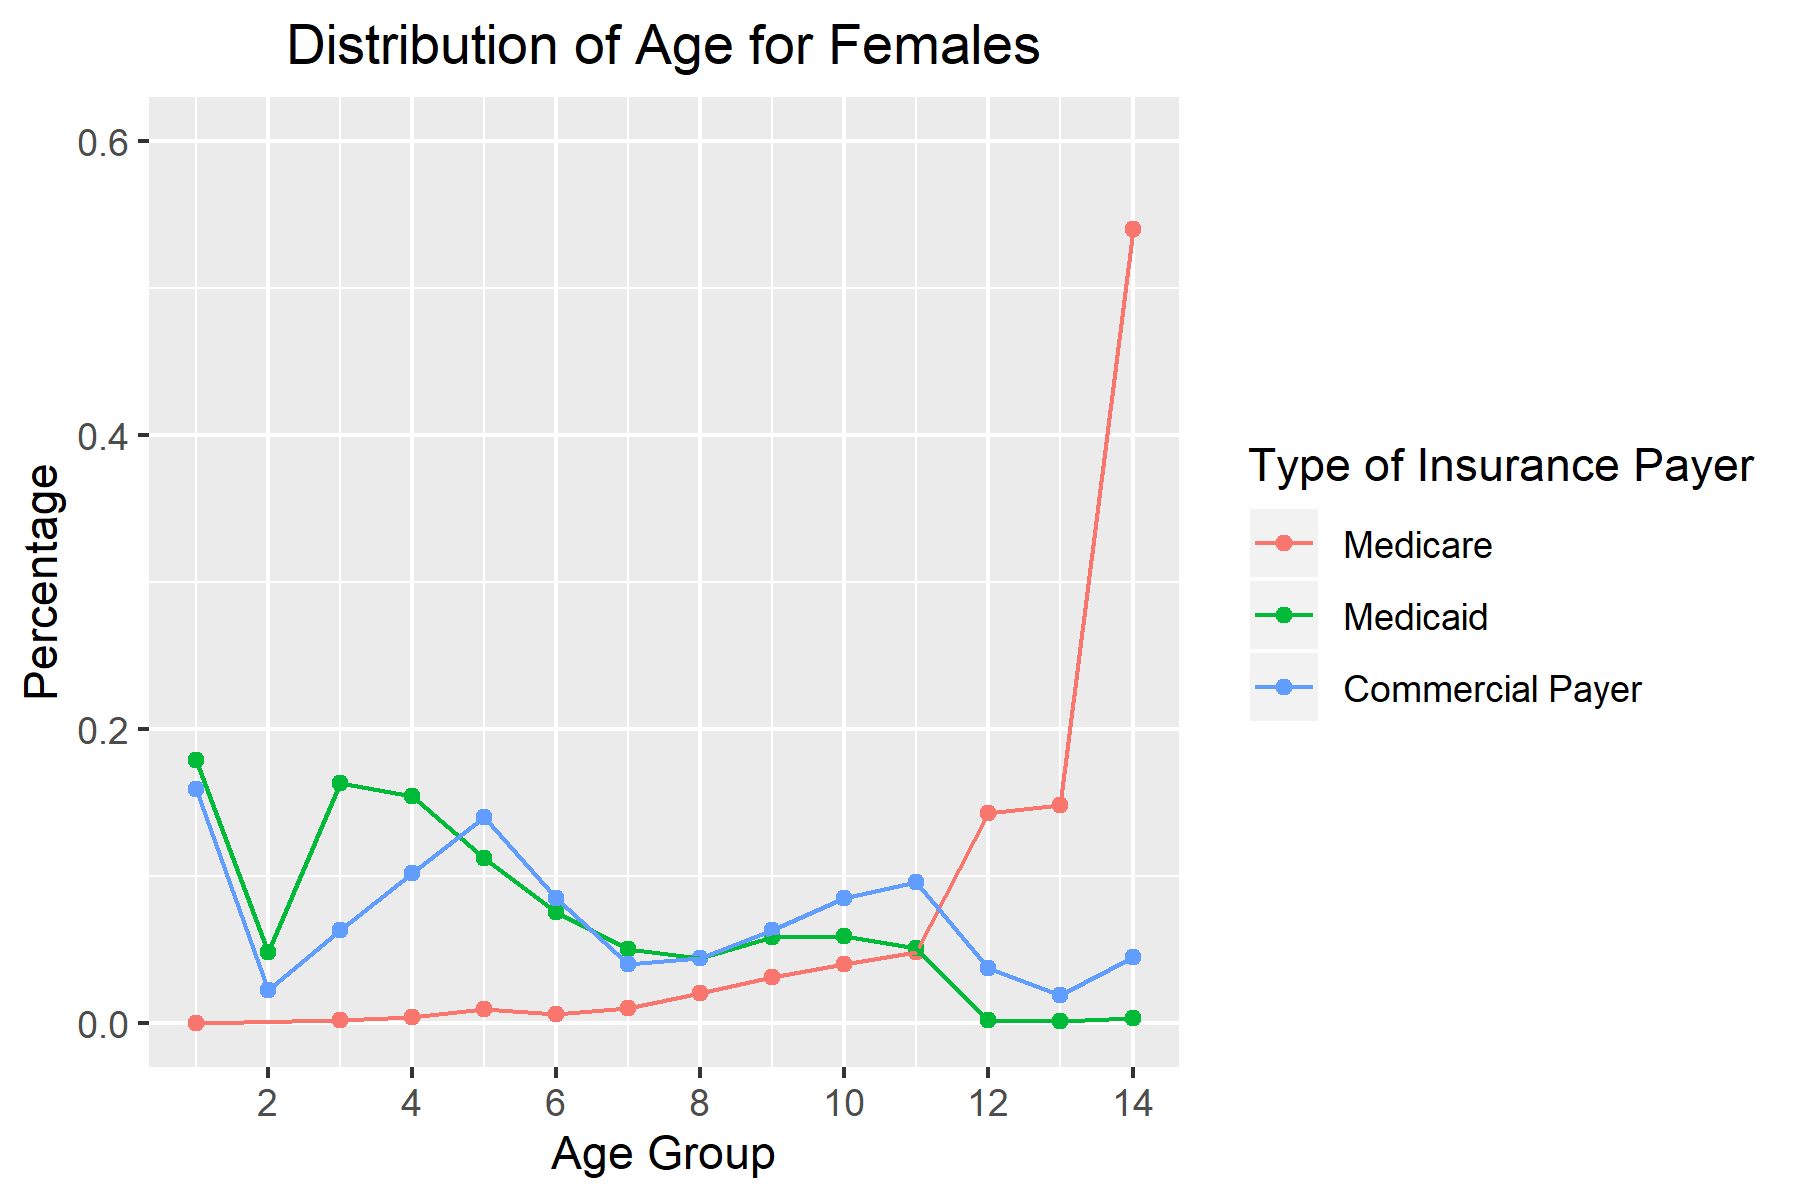 Distribution of Age for Females
0.6
0.4
0.2
0.0
Percentage
2 4 6 8 10 12 14
Age Group
Type of Insurance Payer
Medicare
Medicaid
Commercial Payer